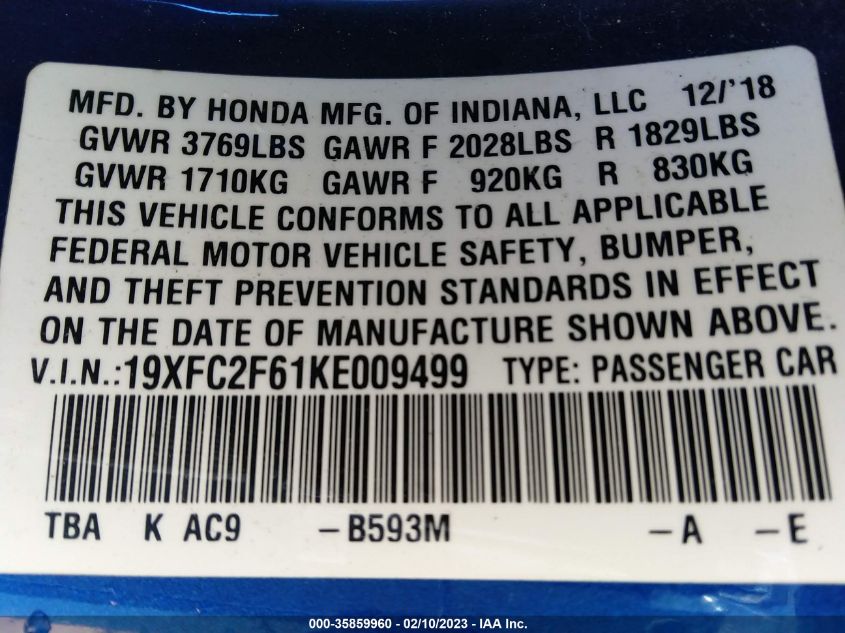 MFD. BY HONDA MFG. OF INDIANA, LLC 12/'18
GVWR 3769LBS GAWR F 2028LBS R 1829LBS
GVWR 1710KG GAWR F 920KG R 830KG
THIS VEHICLE CONFORMS TO ALL APPLICABLE
FEDERAL MOTOR VEHICLE SAFETY, BUMPER,
AND THEFT PREVENTION STANDARDS IN EFFECT
ON THE DATE OF MANUFACTURE SHOWN ABOVE.
V.I.N.:19XFC2F61KE009499 TYPE: PASSENGER CAR
TBA K AC9 -B593M -A -E
000-35859960 - 02/10/2023 - IAA Inc.